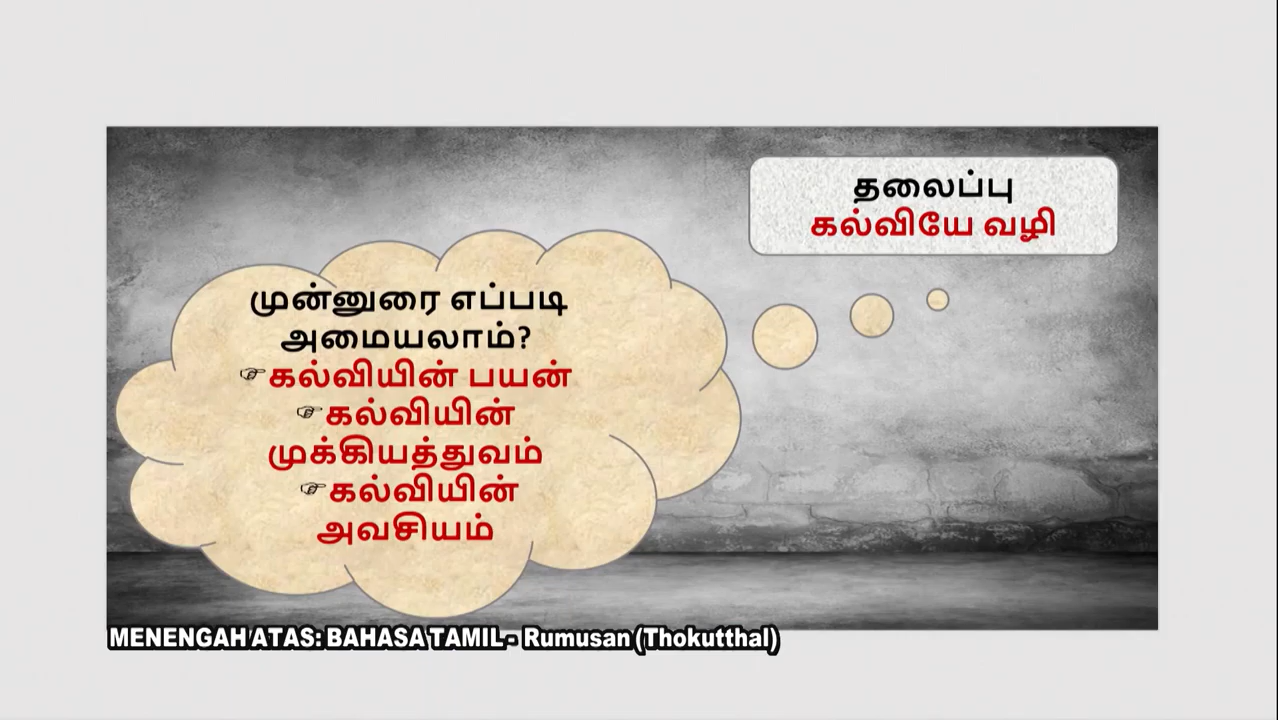 தலைப்பு
கல்வியே வழி
முன்னுரை எப்படி
அமையலாம்?
☞கல்வியின் பயன்
☞கல்வியின்
முக்கியத்துவம்
☞கல்வியின்
அவசியம்
MENENGAH ATAS: BAHASA TAMIL - Rumusan (Thokutthal)